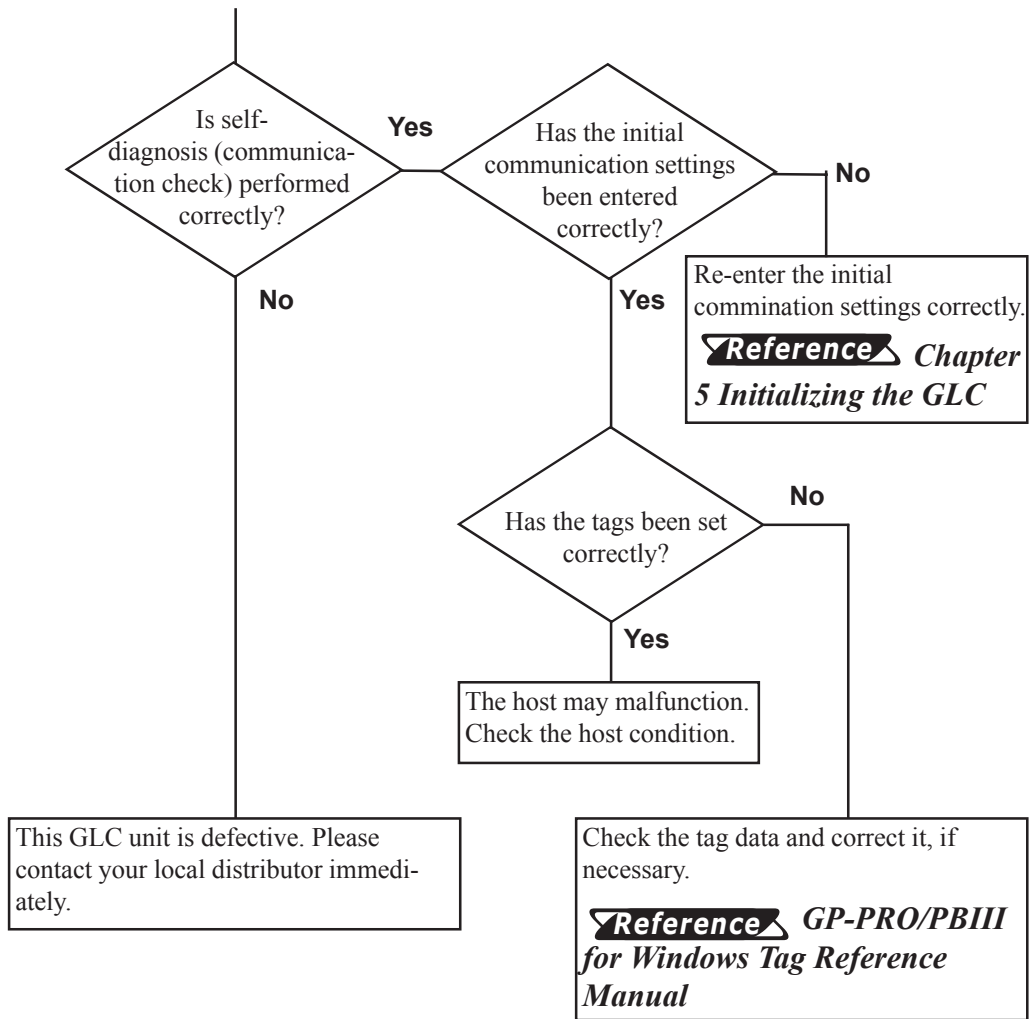 Is self-
diagnosis (communica-
tion check) performed
correctly?
Yes
Has the initial
communication settings
been entered
correctly?
No
Re-enter the initial
commination settings correctly.
Reference Chapter
5 Initializing the GLC
No
Yes
Has the tags been set
correctly?
No
Yes
The host may malfunction.
Check the host condition.
This GLC unit is defective. Please
contact your local distributor immedi-
ately.
Check the tag data and correct it, if
necessary.
Reference GP-PRO/PBIII
for Windows Tag Reference
Manual